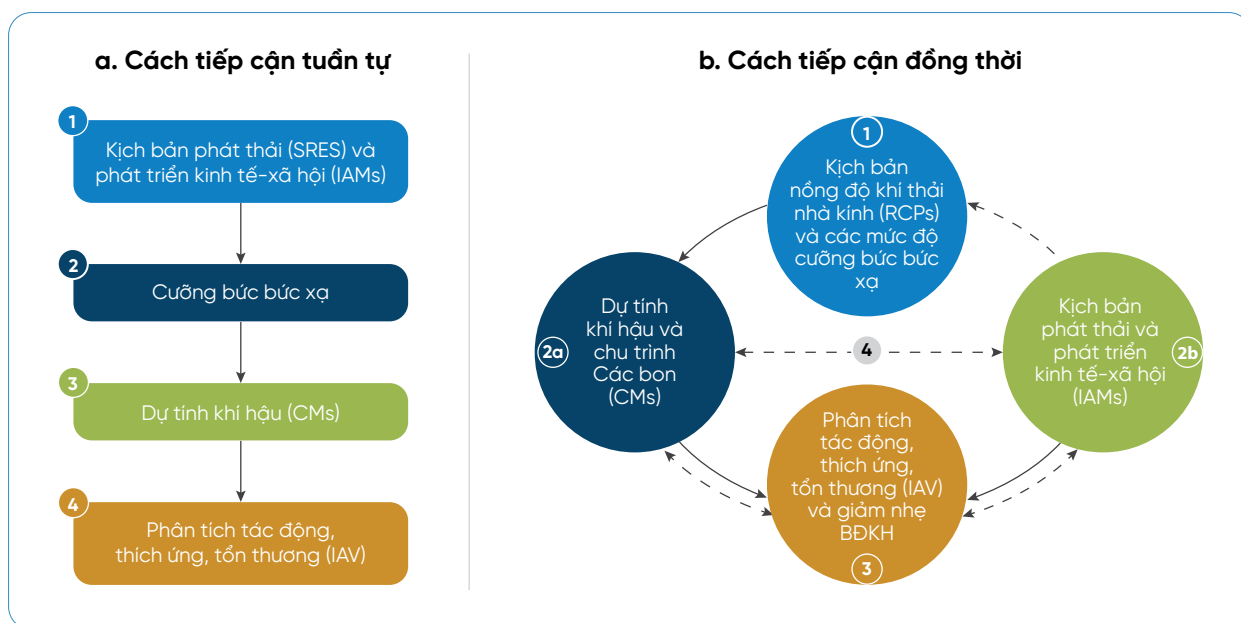 a. Cách tiếp cận tuần tự
1
Kịch bản phát thải (SRES) và
phát triển kinh tế-xã hội (IAMs)
2
Cưỡng bức bức xạ
3
Dự tính khí hậu (CMs)
4
Phân tích tác động,
thích ứng, tổn thương (IAV)
b. Cách tiếp cận đồng thời
1
Kịch bản
nồng độ khí thải
nhà kính (RCPs)
và các mức độ
cưỡng bức bức
xạ
2a
Dự tính
khí hậu và
chu trình
Các bon
(CMs)
4
Kịch bản
phát thải và
phát triển
kinh tế-xã hội
(IAMs)
2b
Phân tích
tác động,
thích ứng,
tổn thương (IAV)
và giảm nhẹ
BĐKH
3